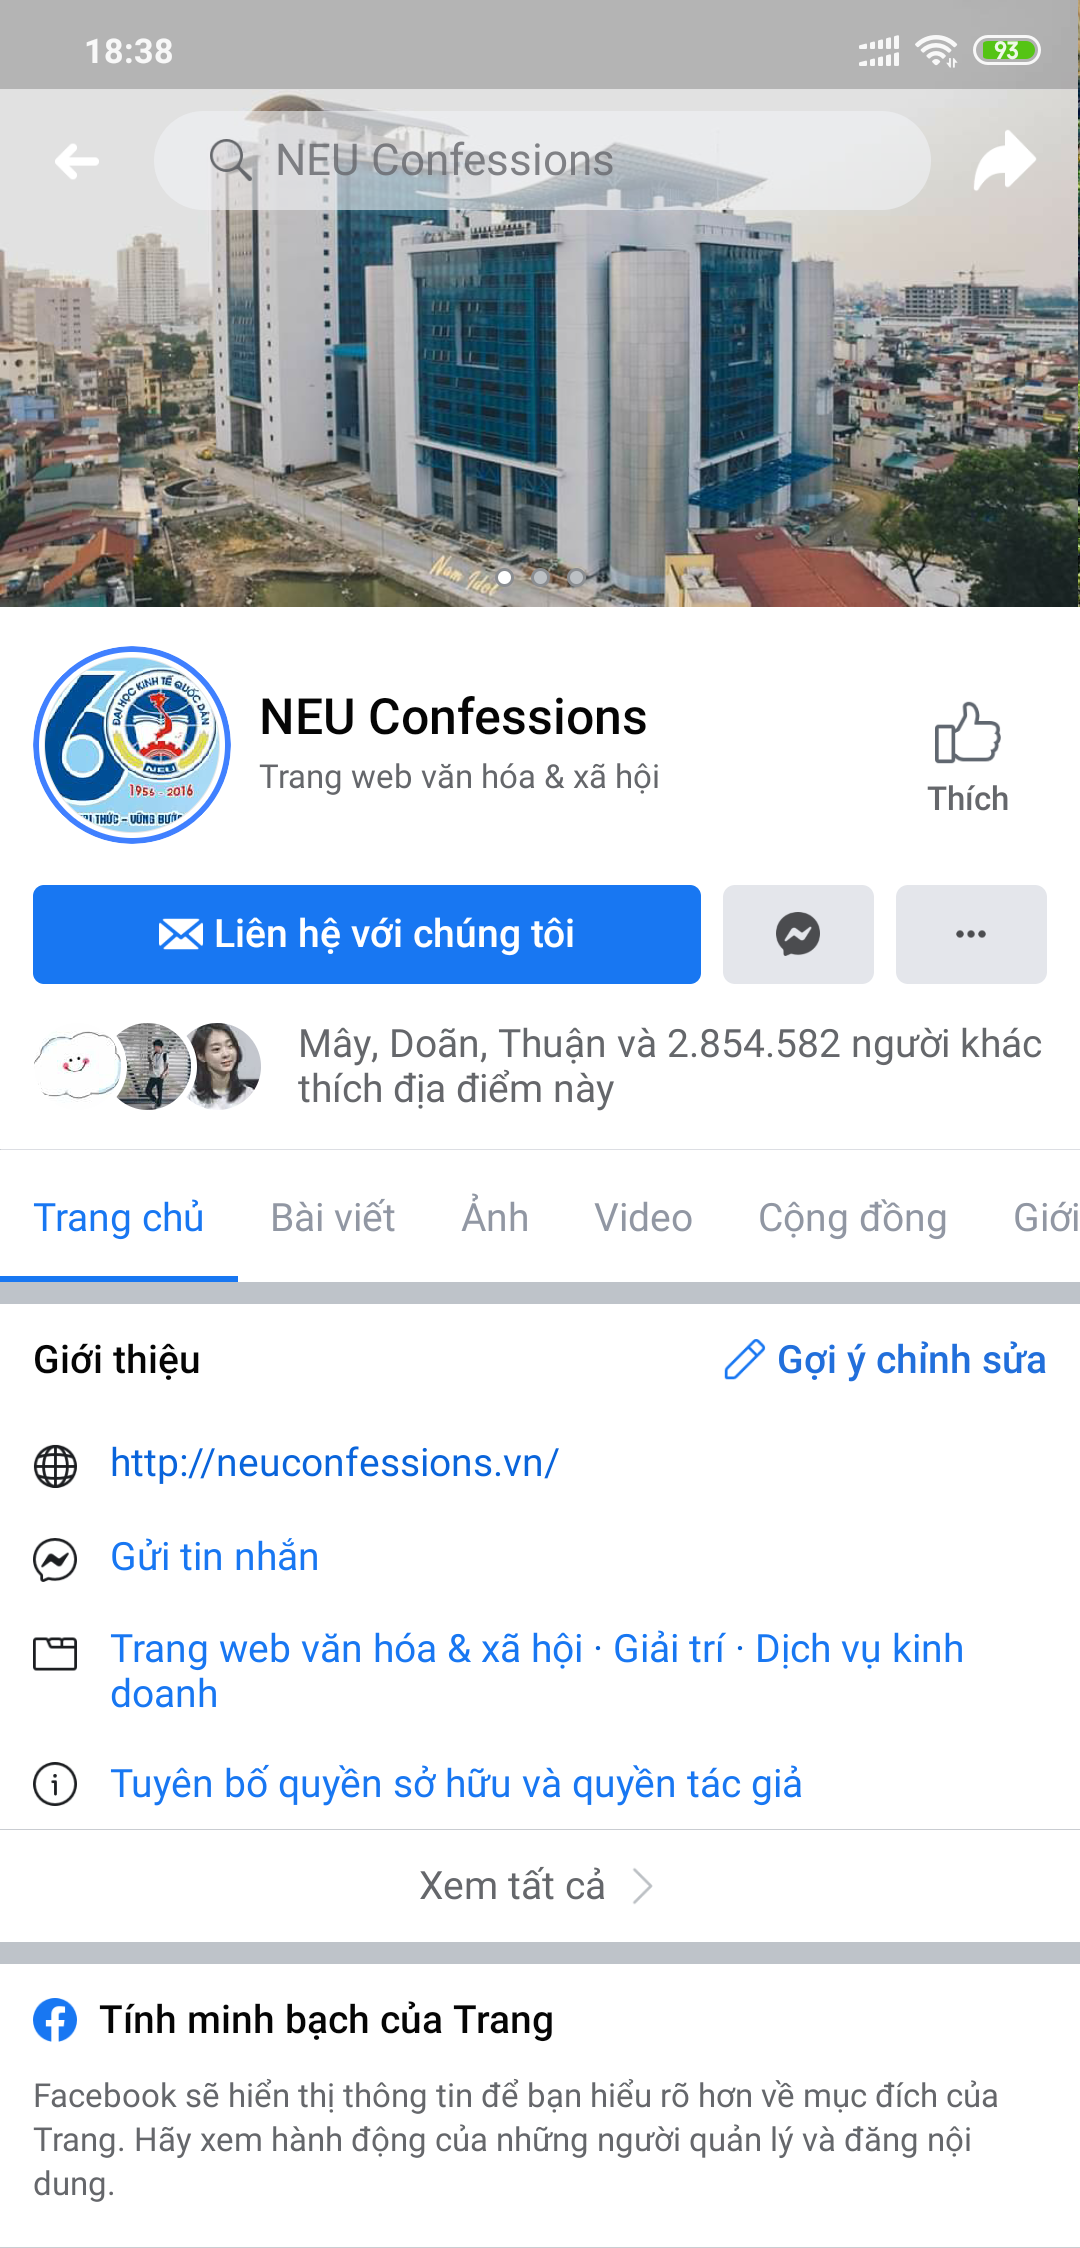 18:38
93
NEU Confessions
Nam Idol
ĐẠI HỌC KINH TẾ QUỐC DÂN
NEU
60
1956 - 2016
THỨC - VỮNG
NEU Confessions
Trang web văn hóa & xã hội
Thích
Liên hệ với chúng tôi
Mây, Doãn, Thuận và 2.854.582 người khác
thích địa điểm này
Trang chủ Bài viết Ảnh Video Cộng đồng Giới
Giới thiệu
Gợi ý chỉnh sửa
http://neuconfessions.vn/
Gửi tin nhắn
Trang web văn hóa & xã hội · Giải trí · Dịch vụ kinh
doanh
Tuyên bố quyền sở hữu và quyền tác giả
Xem tất cả
Tính minh bạch của Trang
Facebook sẽ hiển thị thông tin để bạn hiểu rõ hơn về mục đích của
Trang. Hãy xem hành động của những người quản lý và đăng nội
dung.